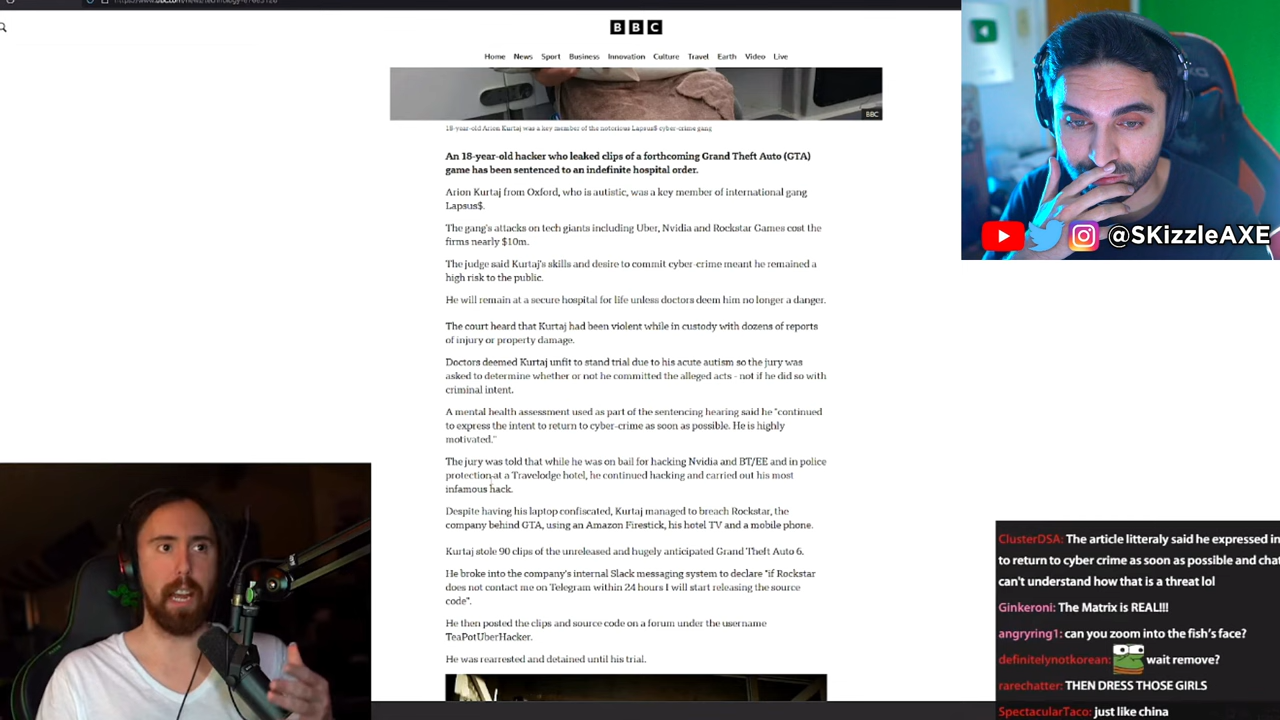 BBC
Home News Sport Business Innovation Culture Travel Earth Video Live
BBC
18-year-old Arion Kurtaj was a key member of the notorious Lapsus$ cyber-crime gang
An 18-year-old hacker who leaked clips of a forthcoming Grand Theft Auto (GTA)
game has been sentenced to an indefinite hospital order.
Arion Kurtaj from Oxford, who is autistic, was a key member of international gang
Lapsus$.
The gang's attacks on tech giants including Uber, Nvidia and Rockstar Games cost the
firms nearly $10m.
The judge said Kurtaj's skills and desire to commit cyber-crime meant he remained a
high risk to the public.
He will remain at a secure hospital for life unless doctors deem him no longer a danger.
The court heard that Kurtaj had been violent while in custody with dozens of reports
of injury or property damage.
Doctors deemed Kurtaj unfit to stand trial due to his acute autism so the jury was
asked to determine whether or not he committed the alleged acts - not if he did so with
criminal intent.
A mental health assessment used as part of the sentencing hearing said he "continued
to express the intent to return to cyber-crime as soon as possible. He is highly
motivated."
The jury was told that while he was on bail for hacking Nvidia and BT/EE and in police
protection at a Travelodge hotel, he continued hacking and carried out his most
infamous hack.
Despite having his laptop confiscated, Kurtaj managed to breach Rockstar, the
company behind GTA, using an Amazon Firestick, his hotel TV and a mobile phone.
Kurtaj stole 90 clips of the unreleased and hugely anticipated Grand Theft Auto 6.
He broke into the company's internal Slack messaging system to declare "if Rockstar
does not contact me on Telegram within 24 hours I will start releasing the source
code".
He then posted the clips and source code on a forum under the username
TeaPotUberHacker.
He was rearrested and detained until his trial.
@SKizzleAXE
ClusterDSA: The article litteraly said he expressed in
to return to cyber crime as soon as possible and chat
can't understand how that is a threat lol
Ginkeroni: The Matrix is REAL!!!
angryring1: can you zoom into the fish's face?
definitelynotkorean: wait remove?
rarechatter: THEN DRESS THOSE GIRLS
SpectacularTaco: just like china